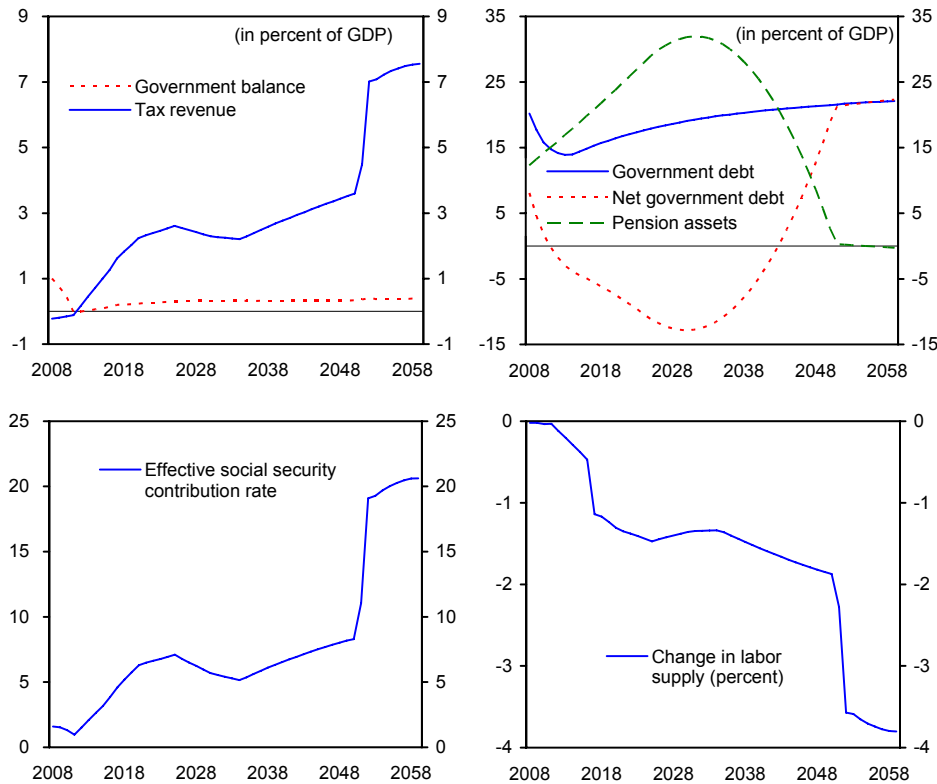 9 9
(in percent of GDP)
Government balance
Tax revenue
7 7
5 5
3 3
1 1
-1 -1
2008 2018 2028 2038 2048 2058
35 35
(in percent of GDP)
25 25
15 15
Government debt
Net government debt
Pension assets
5 5
-5 -5
-15 -15
2008 2018 2028 2038 2048 2058
25 25
Effective social security
contribution rate
20 20
15 15
10 10
5 5
0 0
2008 2018 2028 2038 2048 2058
0 0
-1 -1
-2 -2
-3 -3
Change in labor
supply (percent)
-4 -4
2008 2018 2028 2038 2048 2058